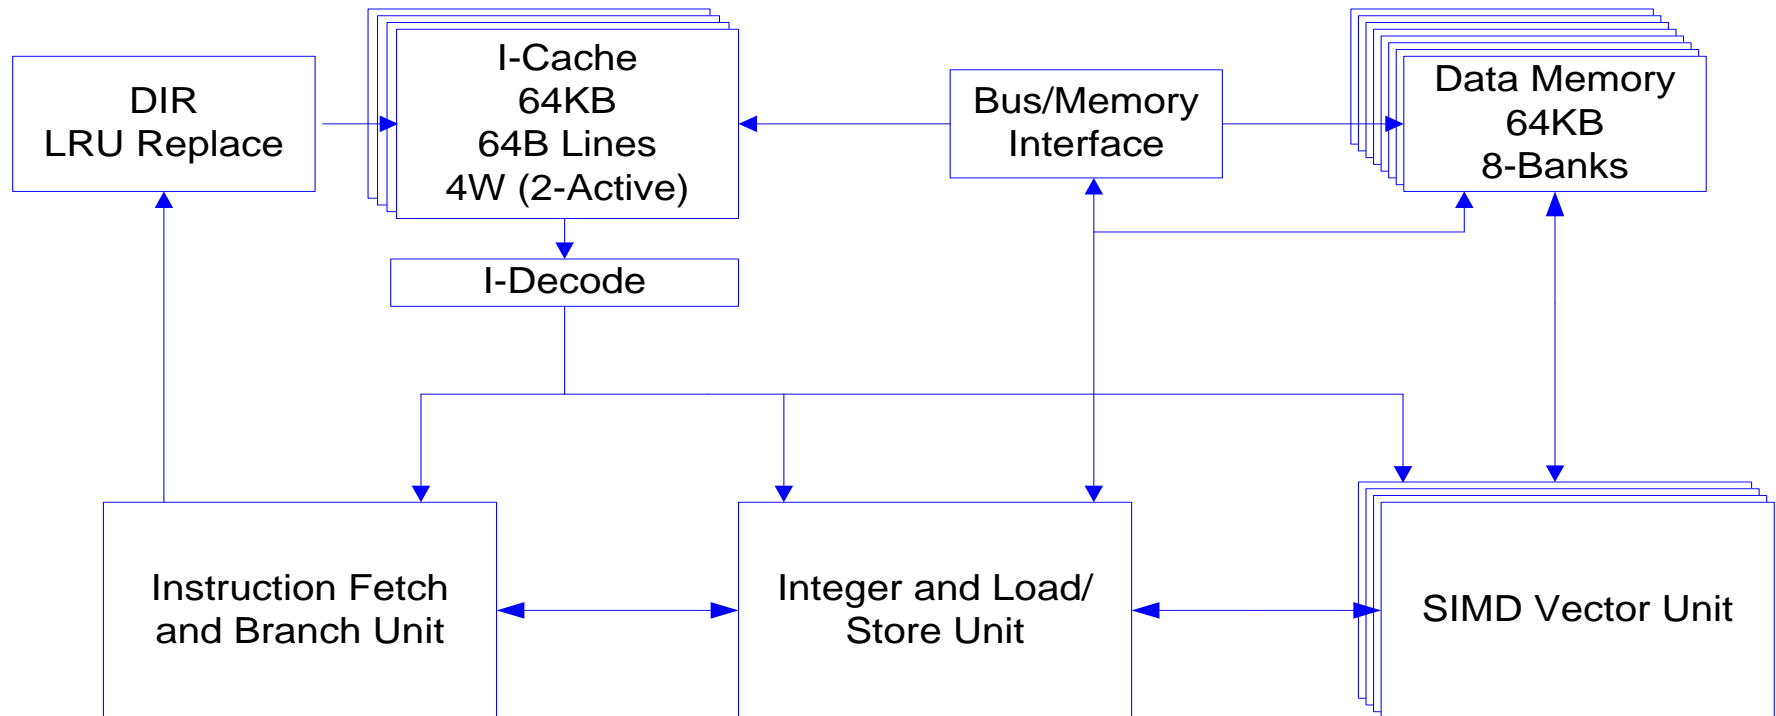 DIR
LRU Replace
I-Cache
64KB
64B Lines
4W (2-Active)
Bus/Memory
Interface
Data Memory
64KB
8-Banks
I-Decode
Instruction Fetch
and Branch Unit
Integer and Load/
Store Unit
SIMD Vector Unit